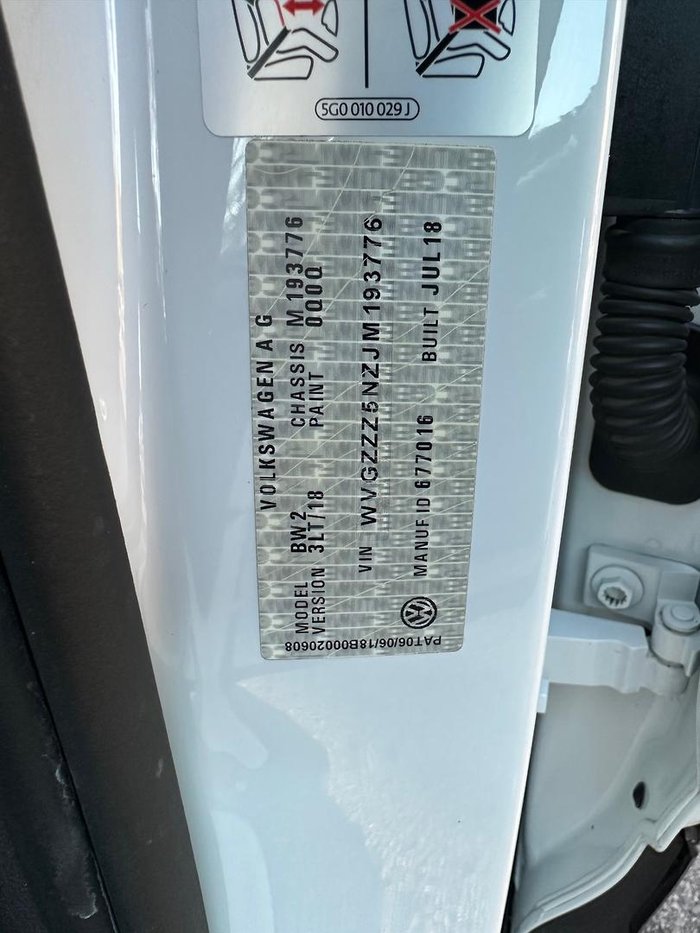 5G0 010 029 J
VOLKSWAGEN A G
MODEL BW2 CHASSIS M193776
VERSION 3LT/18 PAINT 0Q0Q
VIN WVGZZZ5NZJM193776
MANUF ID 677016 BUILT JUL18
PAT06/06/18B00020608